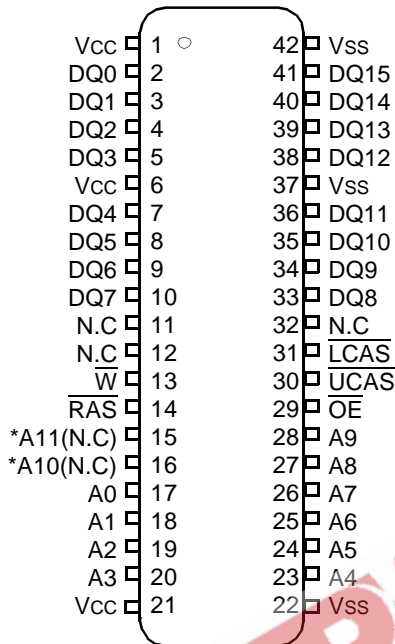 Vcc 1 42 Vss
DQ0 2 41 DQ15
DQ1 3 40 DQ14
DQ2 4 39 DQ13
DQ3 5 38 DQ12
Vcc 6 37 Vss
DQ4 7 36 DQ11
DQ5 8 35 DQ10
DQ6 9 34 DQ9
DQ7 10 33 DQ8
N.C 11 32 N.C
N.C 12 31 L̅C̅A̅S̅
W̅ 13 30 U̅C̅A̅S̅
R̅A̅S̅ 14 29 O̅E̅
*A11(N.C) 15 28 A9
*A10(N.C) 16 27 A8
A0 17 26 A7
A1 18 25 A6
A2 19 24 A5
A3 20 23 A4
Vcc 21 22 Vss